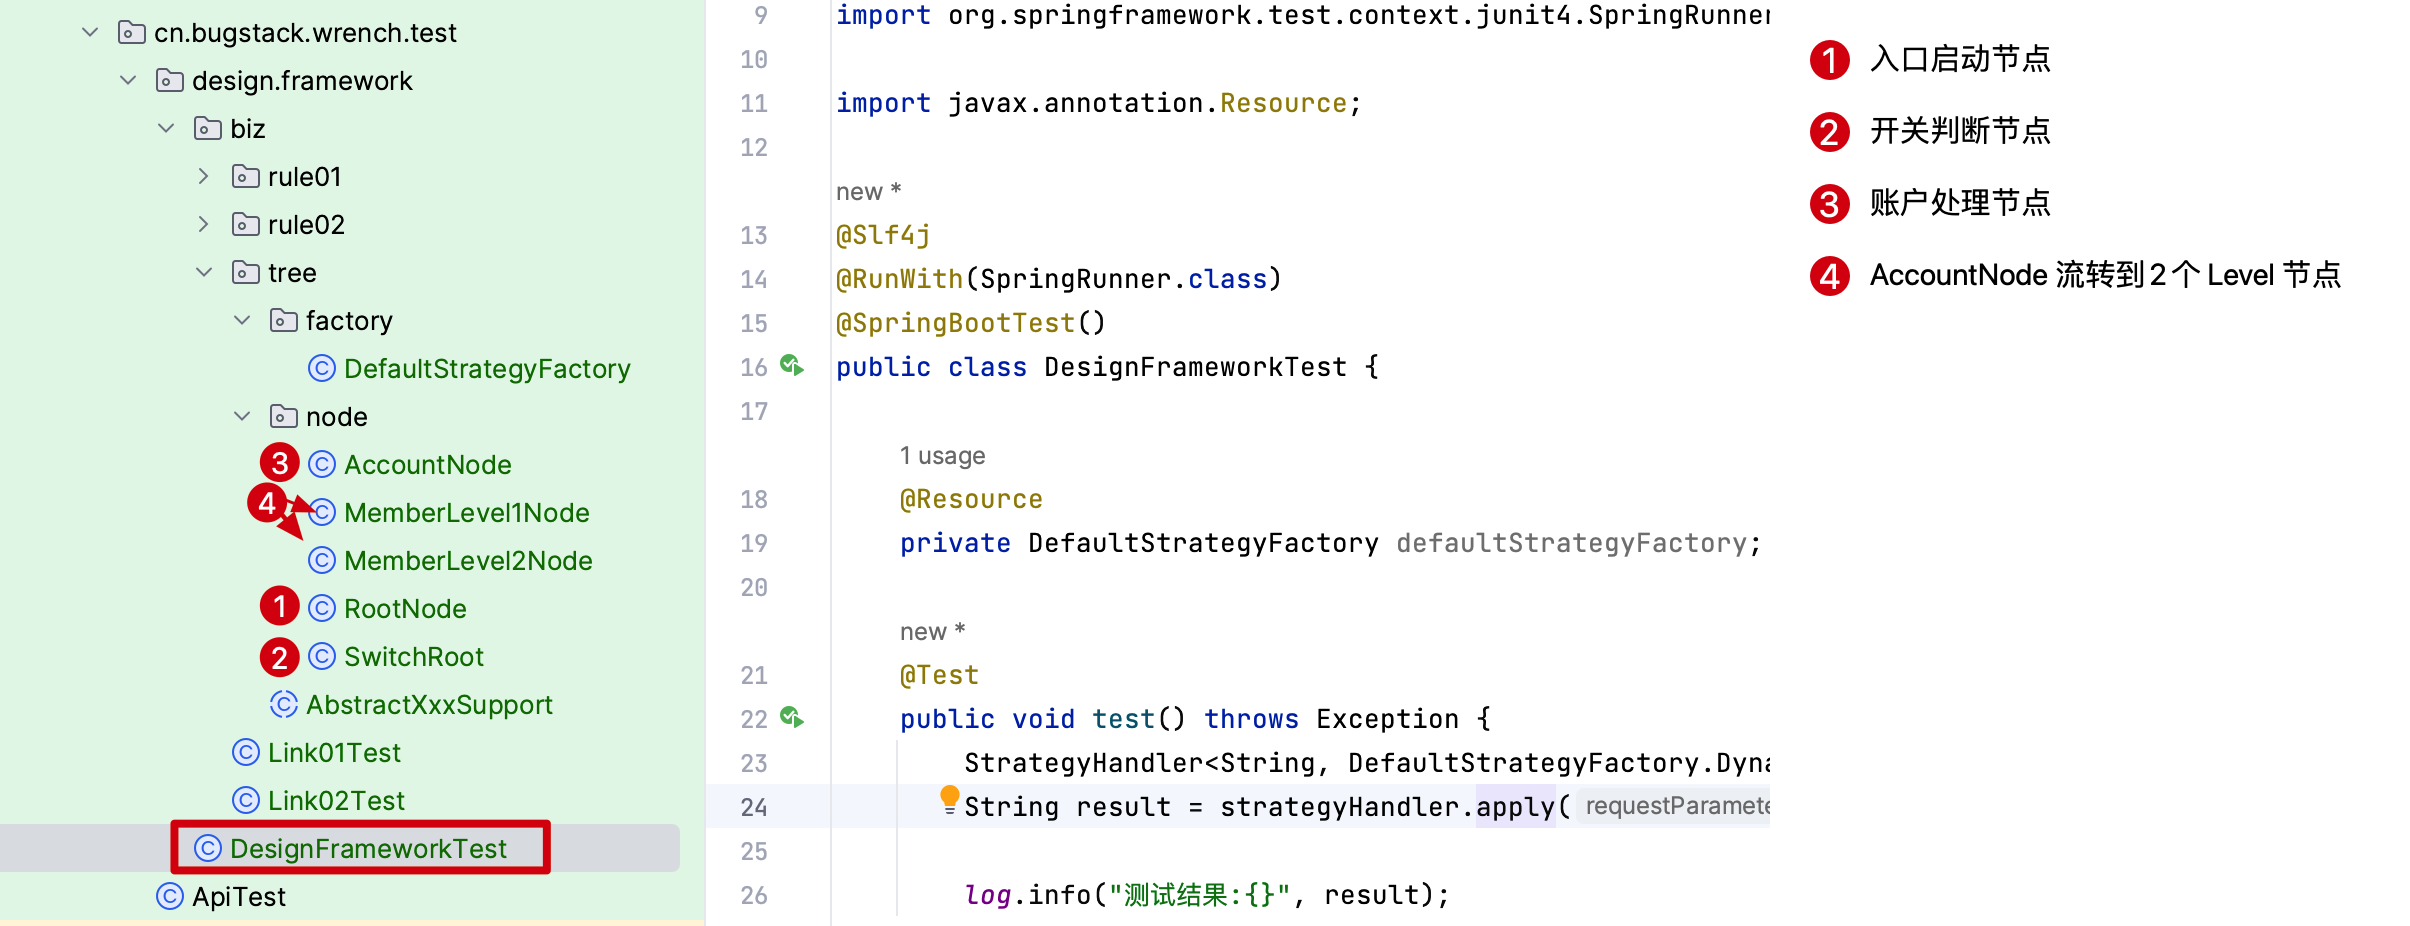 cn.bugstack.wrench.test
design.framework
biz
rule01
rule02
tree
factory
DefaultStrategyFactory
node
3 AccountNode
4 MemberLevel1Node
MemberLevel2Node
1 RootNode
2 SwitchRoot
AbstractXxxSupport
Link01Test
Link02Test
DesignFrameworkTest
ApiTest
9 import org.springframework.test.context.junit4.SpringRunner
10
11 import javax.annotation.Resource;
12
new *
13 @Slf4j
14 @RunWith(SpringRunner.class)
15 @SpringBootTest()
16 public class DesignFrameworkTest {
17
1 usage
18 @Resource
19 private DefaultStrategyFactory defaultStrategyFactory;
20
new *
21 @Test
22 public void test() throws Exception {
23 StrategyHandler<String, DefaultStrategyFactory.Dyna
24 String result = strategyHandler.apply( requestParamete
25
26 log.info("测试结果:{}", result);
1 入口启动节点
2 开关判断节点
3 账户处理节点
4 AccountNode 流转到 2 个 Level 节点